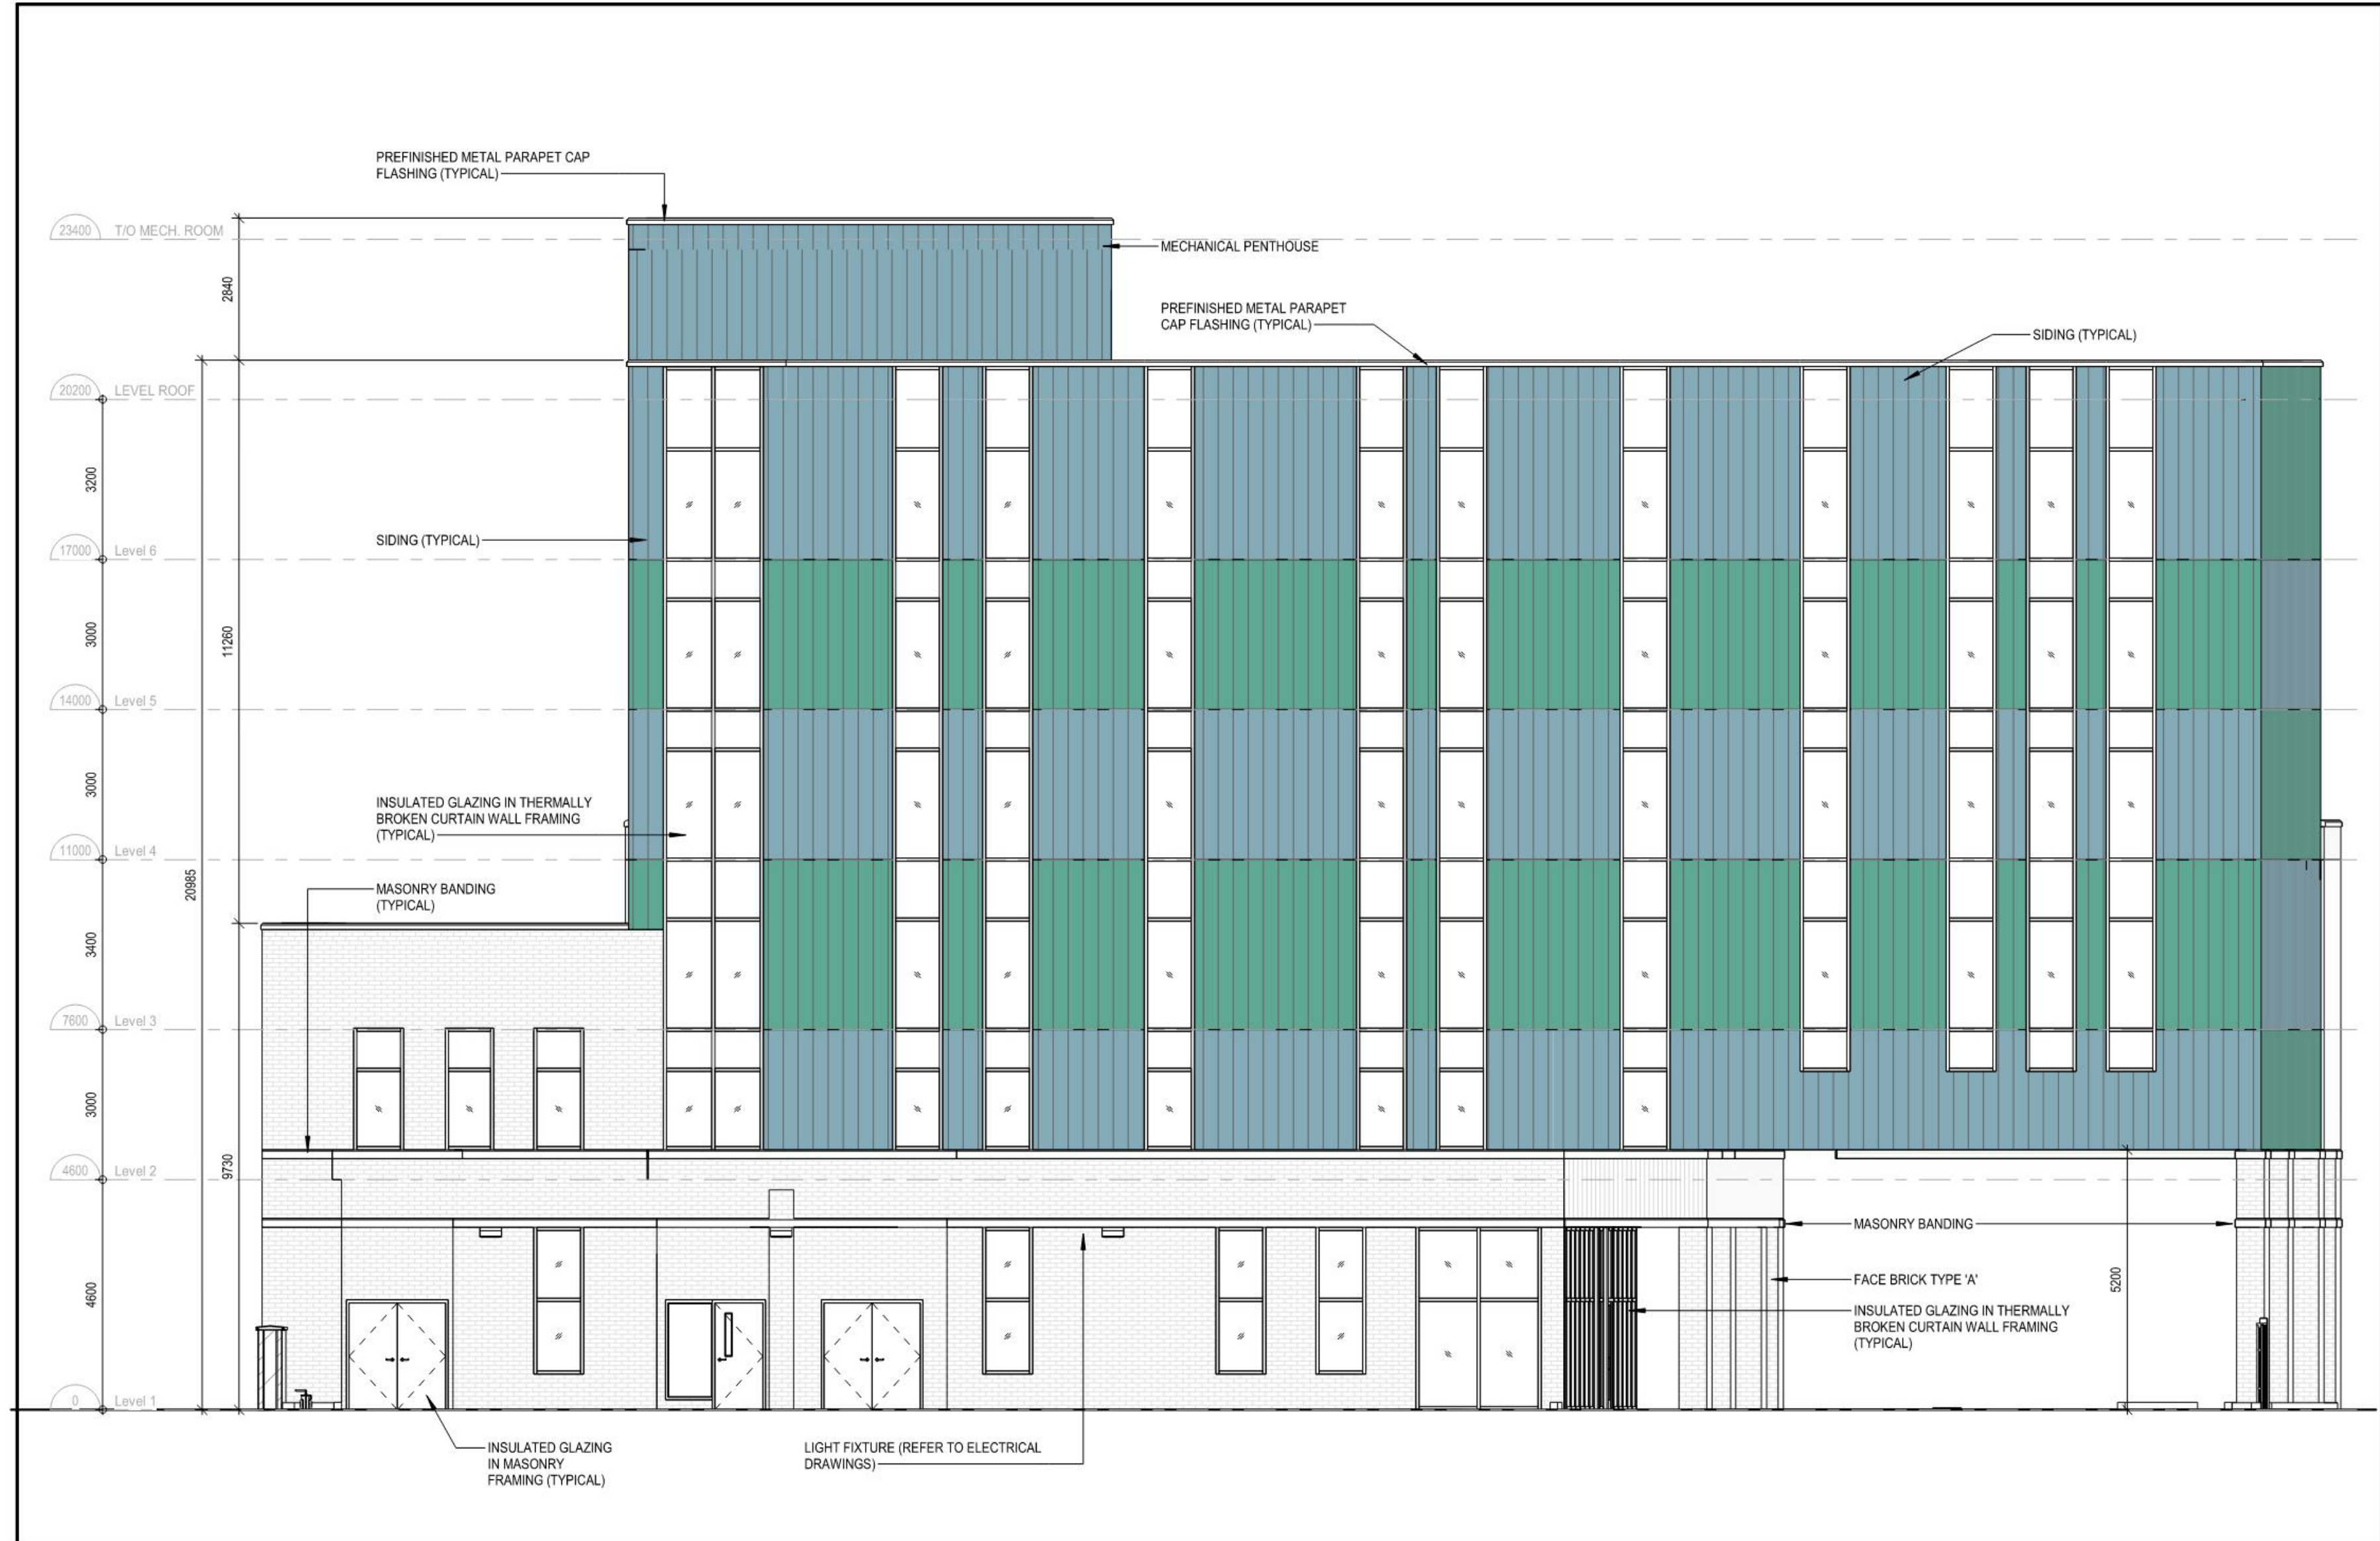 PREFINISHED METAL PARAPET CAP
FLASHING (TYPICAL)
23400 T/O MECH. ROOM
MECHANICAL PENTHOUSE
2840
PREFINISHED METAL PARAPET
CAP FLASHING (TYPICAL)
SIDING (TYPICAL)
20200 LEVEL ROOF
3200
SIDING (TYPICAL)
17000 Level 6
3000
11260
14000 Level 5
3000
INSULATED GLAZING IN THERMALLY
BROKEN CURTAIN WALL FRAMING
(TYPICAL)
11000 Level 4
20985
MASONRY BANDING
(TYPICAL)
3400
7600 Level 3
3000
4600 Level 2
9730
MASONRY BANDING
FACE BRICK TYPE 'A'
4600
5200
INSULATED GLAZING IN THERMALLY
BROKEN CURTAIN WALL FRAMING
(TYPICAL)
0 Level 1
INSULATED GLAZING
IN MASONRY
FRAMING (TYPICAL)
LIGHT FIXTURE (REFER TO ELECTRICAL
DRAWINGS)